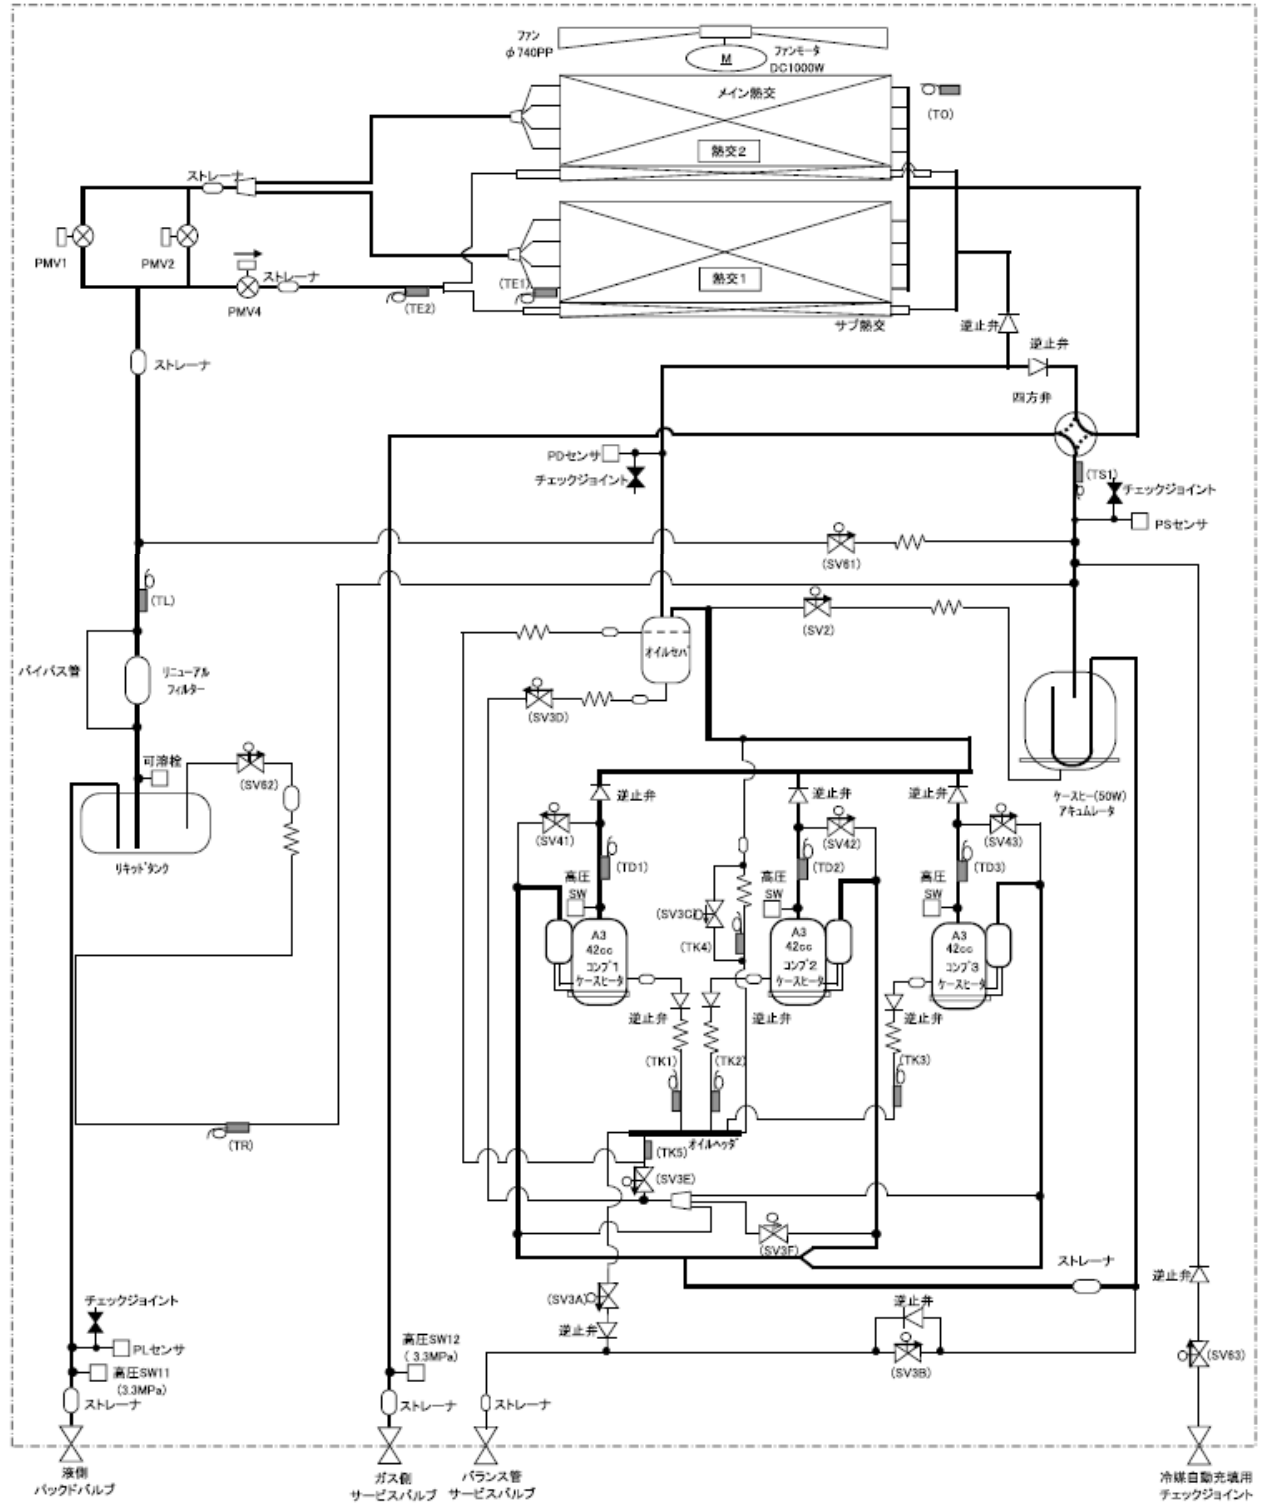 ファン
φ740PP
M
ファンモータ
DC1000W
メイン熱交
(TO)
熱交2
ストレーナ
PMV1
PMV2
PMV4
ストレーナ
(TE2)
(TE1)
熱交1
サブ熱交
逆止弁
逆止弁
ストレーナ
四方弁
PDセンサ
チェックジョイント
(TS1)
チェックジョイント
PSセンサ
(SV61)
(TL)
(SV2)
バイパス管
リニューアル
フィルター
オイルセパ
(SV3D)
可溶栓
(SV62)
リキッドタンク
ケースヒー(50W)
アキュムレータ
逆止弁
逆止弁
逆止弁
(SV41)
(SV42)
(SV43)
(TD1)
(TD2)
(TD3)
高圧
SW
高圧
SW
高圧
SW
(SV3C)
(TK4)
A3
42cc
コンプ1
ケースヒータ
A3
42cc
コンプ2
ケースヒータ
A3
42cc
コンプ3
ケースヒータ
逆止弁
逆止弁
逆止弁
(TK1)
(TK2)
(TK3)
オイルヘッダ
(TR)
(TK5)
(SV3E)
(SV3F)
ストレーナ
(SV3A)
逆止弁
逆止弁
(SV3B)
逆止弁
(SV63)
チェックジョイント
PLセンサ
高圧SW11
(3.3MPa)
ストレーナ
高圧SW12
(3.3MPa)
ストレーナ
ストレーナ
液側
パックドバルブ
ガス側
サービスバルブ
バランス管
サービスバルブ
冷媒自動充填用
チェックジョイント